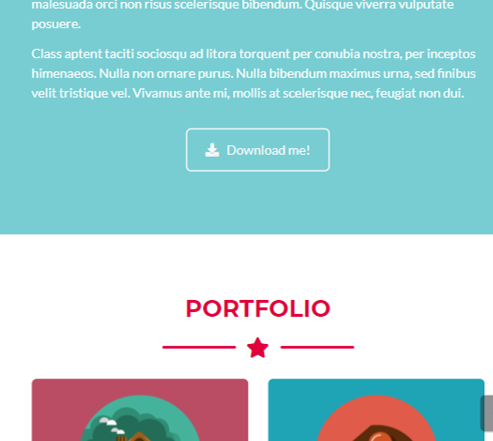 malesuada orci non risus scelerisque bibendum. Quisque viverra vulputate
posuere.
Class aptent taciti sociosqu ad litora torquent per conubia nostra, per inceptos
himenaeos. Nulla non ornare purus. Nulla bibendum maximus urna, sed finibus
velit tristique vel. Vivamus ante mi, mollis at scelerisque nec, feugiat non dui.
Download me!
PORTFOLIO